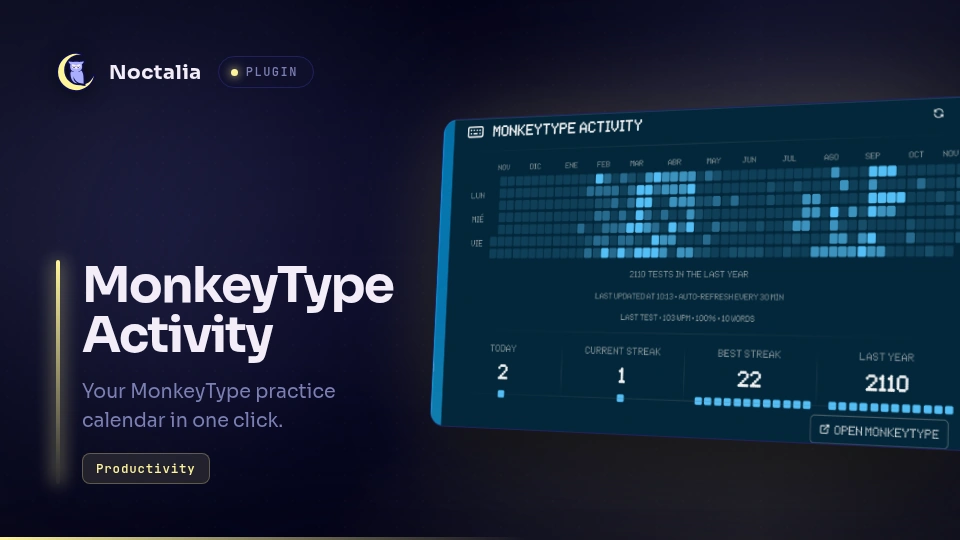 Noctalia
PLUGIN
MonkeyType
Activity
Your MonkeyType practice
calendar in one click.
Productivity
MONKEYTYPE ACTIVITY
NOV DIC ENE FEB MAR ABR MAY JUN JUL AGO SEP OCT NOV
LUN
MIÉ
VIE
2110 TESTS IN THE LAST YEAR
LAST UPDATED AT 10:13 • AUTO-REFRESH EVERY 30 MIN
LAST TEST • 103 WPM • 100% • 10 WORDS
TODAY CURRENT STREAK BEST STREAK LAST YEAR
2 1 22 2110
OPEN MONKEYTYPE